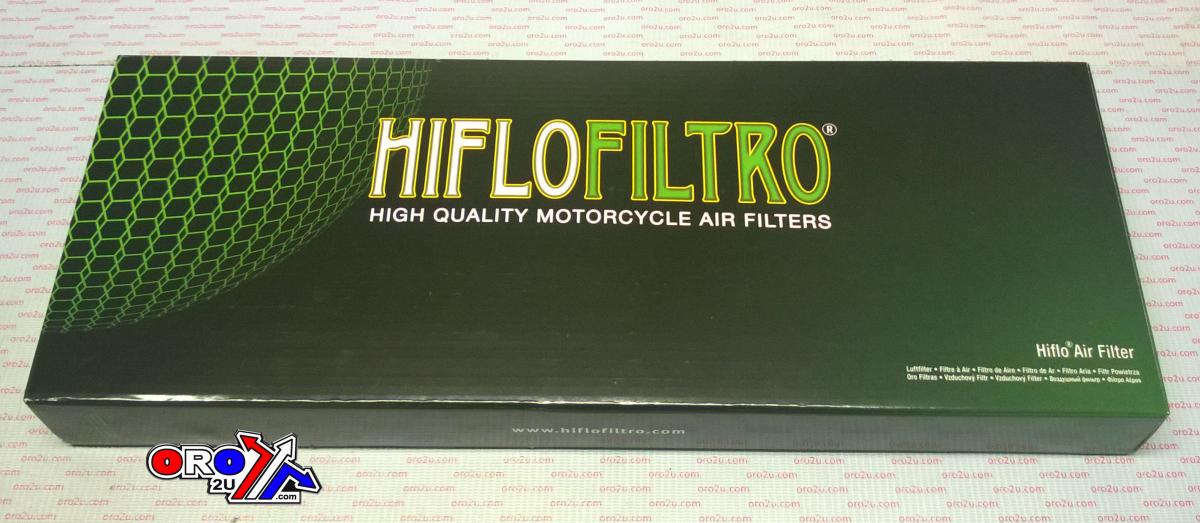 HIFLOFILTRO®
HIGH QUALITY MOTORCYCLE AIR FILTERS
Hiflo® Air Filter
Luftfilter • Filtre à Air • Filtro de Aire • Filtro de Ar • Filtro Aria • Filtr Powietrza
Oro Filtras • Vzduchový Filtr • Vzduchový Filter • Воздушный фильтр • Φίλτρο Αέρος
www.hiflofiltro.com
ORO
2U
.com
oro2u.com